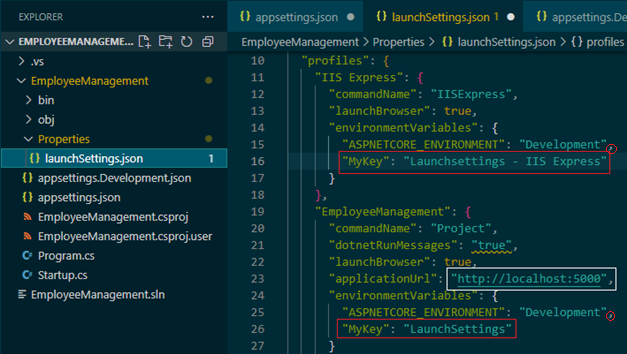 EXPLORER
EMPLOYEEMANAGEME...
.vs
EmployeeManagement
bin
obj
Properties
{} launchSettings.json 1
{} appsettings.Development.json
{} appsettings.json
EmployeeManagement.csproj
EmployeeManagement.csproj.user
Program.cs
Startup.cs
EmployeeManagement.sln
{} appsettings.json
{} launchSettings.json 1
{} appsettings.De
EmployeeManagement > Properties > {} launchSettings.json > {} profiles
10 "profiles": {
11 "IIS Express": {
12 "commandName": "IISExpress",
13 "launchBrowser": true,
14 "environmentVariables": {
15 "ASPNETCORE_ENVIRONMENT": "Development",
16 "MyKey": "Launchsettings - IIS Express"
17 }
18 },
19 "EmployeeManagement": {
20 "commandName": "Project",
21 "dotnetRunMessages": "true",
22 "launchBrowser": true,
23 "applicationUrl": "http://localhost:5000",
24 "environmentVariables": {
25 "ASPNETCORE_ENVIRONMENT": "Development",
26 "MyKey": "LaunchSettings"
27 }